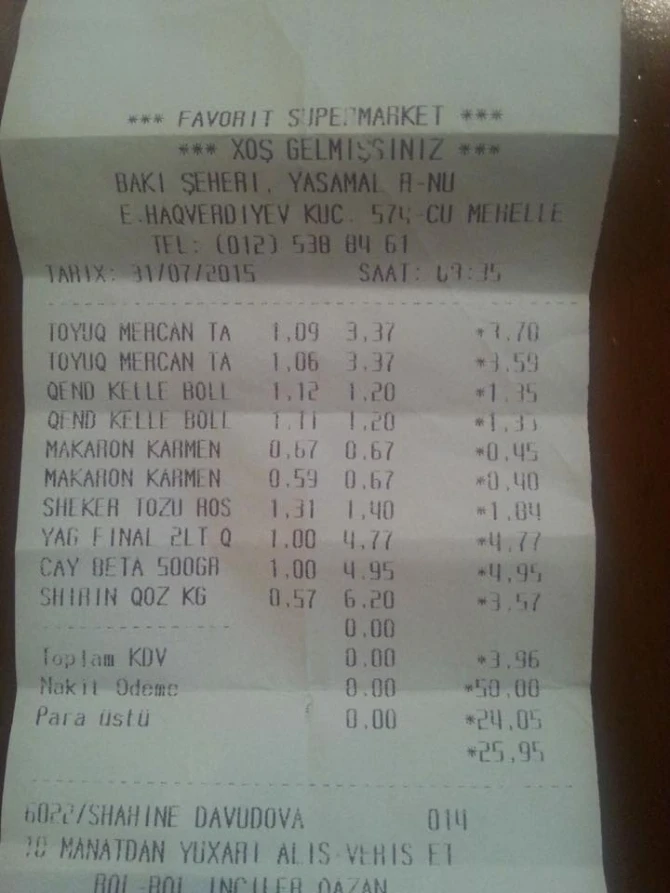 *** FAVORIT SUPERMARKET ***
*** XOŞ GELMİŞSİNİZ ***
BAKI ŞEHERİ, YASAMAL R-NU
E.HAQVERDIYEV KUC. 574-CU MEHELLE
TEL: (012) 538 84 61
TARIX: 31/07/2015 SAAT: 09:35
TOYUQ MERCAN TA 1,09 3,37 *3,70
TOYUQ MERCAN TA 1,06 3,37 *3,59
QEND KELLE BOLL 1,12 1,20 *1,35
QEND KELLE BOLL 1,11 1,20 *1,33
MAKARON KARMEN 0,67 0,67 *0,45
MAKARON KARMEN 0,59 0,67 *0,40
SHEKER TOZU ROS 1,31 1,40 *1,84
YAG FINAL 2LT Q 1,00 4,77 *4,77
CAY BETA 500GR 1,00 4,95 *4,95
SHIRIN QOZ KG 0,57 6,20 *3,57
0.00
Toplam KDV 0.00 *3,96
Nakit Odeme 0.00 *50,00
Para üstü 0.00 *24,05
*25,95
6022/SHAHINE DAVUDOVA 014
10 MANATDAN YUXARI ALIS-VERIS ET
BOL-BOL INCILER QAZAN